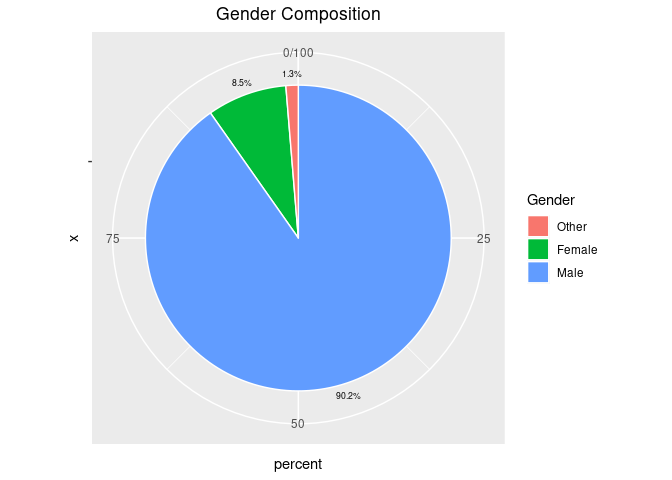 Gender Composition
0/100
1.3%
8.5%
x
75
25
90.2%
50
percent
Gender
Other
Female
Male